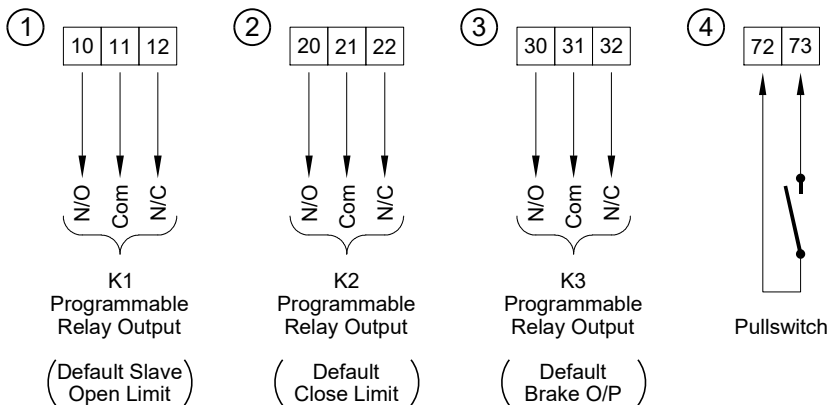 1
10 11 12
N/O Com N/C
K1
Programmable
Relay Output
(Default Slave
Open Limit)
2
20 21 22
N/O Com N/C
K2
Programmable
Relay Output
(Default
Close Limit)
3
30 31 32
N/O Com N/C
K3
Programmable
Relay Output
(Default
Brake O/P)
4
72 73
Pullswitch